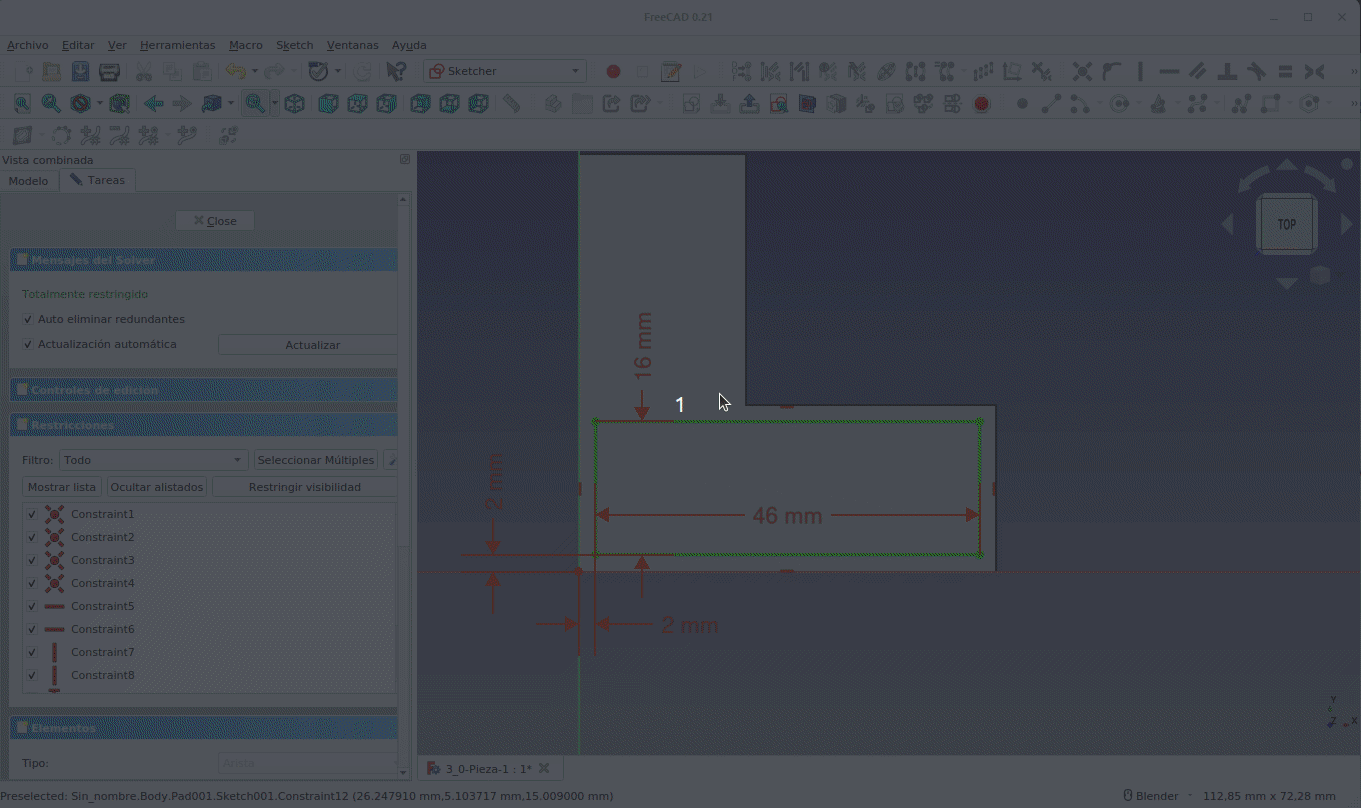 FreeCAD 0.21
Archivo Editar Ver Herramientas Macro Sketch Ventanas Ayuda
Sketcher
Vista combinada
Modelo Tareas
Close
Mensajes del Solver
Totalmente restringido
Auto eliminar redundantes
Actualización automática Actualizar
Controles de edición
Restricciones
Filtro: Todo Seleccionar Múltiples
Mostrar lista Ocultar alistados Restringir visibilidad
Constraint1
Constraint2
Constraint3
Constraint4
Constraint5
Constraint6
Constraint7
Constraint8
Elementos
Tipo: Arista
TOP
16 mm
1
2 mm
46 mm
2 mm
Y
Z X
3_0-Pieza-1 : 1*
Preselected: Sin_nombre.Body.Pad001.Sketch001.Constraint12 (26.247910 mm,5.103717 mm,15.009000 mm)
Blender 112,85 mm x 72,28 mm